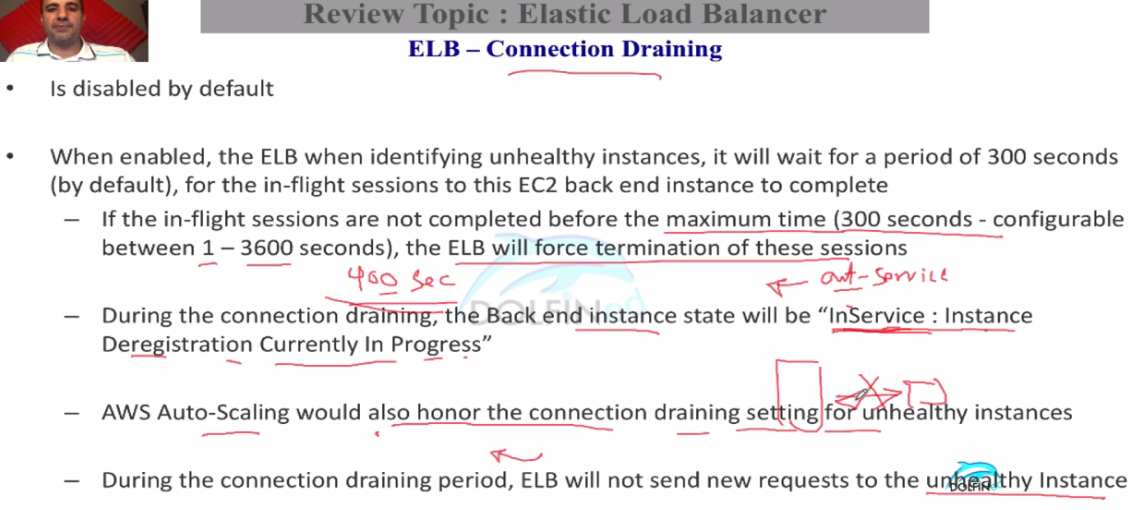 Review Topic : Elastic Load Balancer
ELB – Connection Draining
• Is disabled by default
• When enabled, the ELB when identifying unhealthy instances, it will wait for a period of 300 seconds
(by default), for the in-flight sessions to this EC2 back end instance to complete
– If the in-flight sessions are not completed before the maximum time (300 seconds - configurable
between 1 – 3600 seconds), the ELB will force termination of these sessions
400 sec
out-service
DOLFINed
– During the connection draining, the Back end instance state will be “InService : Instance
Deregistration Currently In Progress”
– AWS Auto-Scaling would also honor the connection draining setting for unhealthy instances
– During the connection draining period, ELB will not send new requests to the unhealthy Instance
DOLFIN